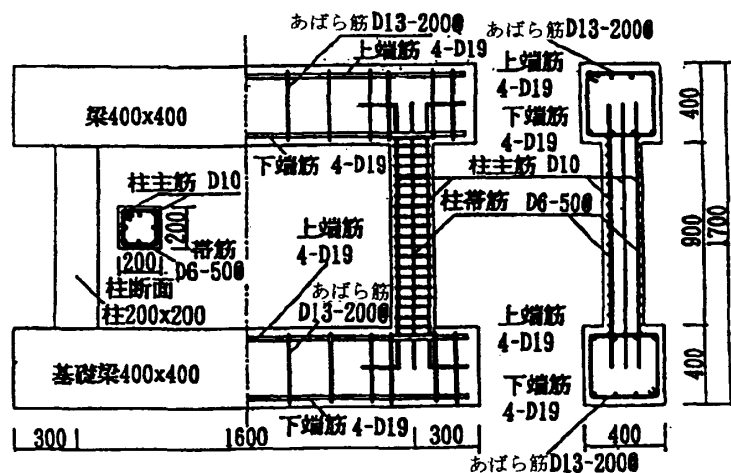 あばら筋D13-200@
上端筋 4-D19
梁400x400
下端筋 4-D19
柱主筋 D10
200
200
帯筋
D6-50@
柱断面
柱200x200
上端筋
4-D19
あばら筋
D13-200@
基礎梁400x400
下端筋 4-D19
300
1600
300
柱主筋 D10
柱帯筋 D6-50@
あばら筋D13-200@
上端筋
4-D19
下端筋
4-D19
上端筋
4-D19
下端筋
4-D19
400
900
400
1700
400
あばら筋D13-200@